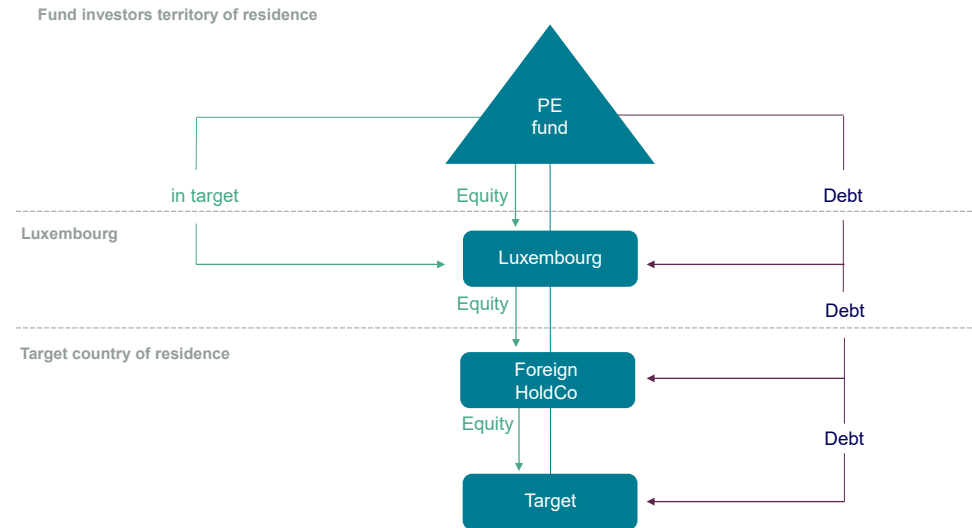 Fund investors territory of residence
PE
fund
in target
Equity
Debt
Luxembourg
Luxembourg
Equity
Debt
Target country of residence
Foreign
HoldCo
Equity
Debt
Target